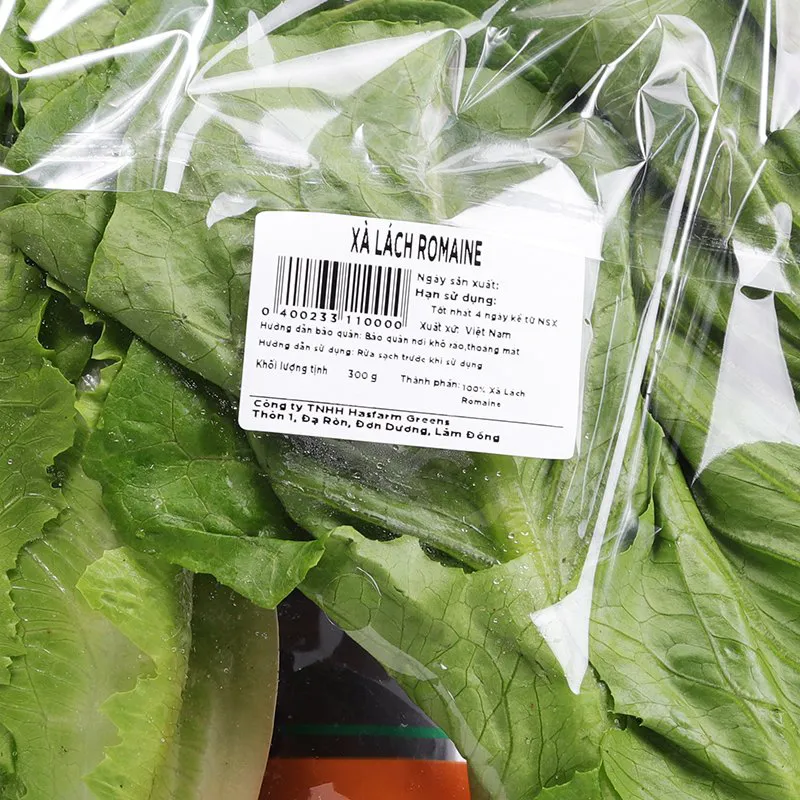 XÀ LÁCH ROMAINE
Ngày sản xuất:
Hạn sử dụng:
Tốt nhất 4 ngày kể từ NSX
0 400233 110000
Xuất xứ: Việt Nam
Hướng dẫn bảo quản: Bảo quản nơi khô ráo,thoáng mát
Hướng dẫn sử dụng: Rửa sạch trước khi sử dụng
Khối lượng tịnh 300 g
Thành phần: 100% Xà Lách
Romaine
Công ty TNHH Hasfarm Greens
Thôn 1, Đạ Ròn, Đơn Dương, Lâm Đồng